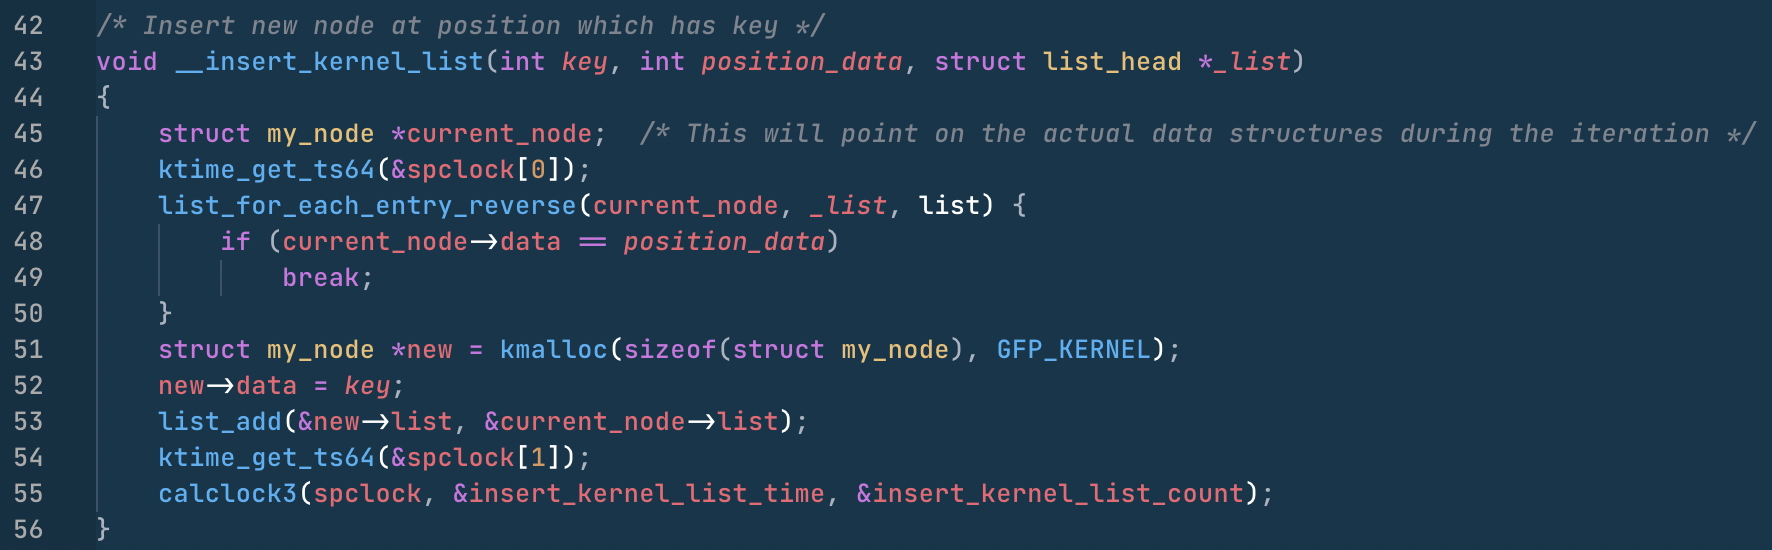 42 /* Insert new node at position which has key */
43 void __insert_kernel_list(int key, int position_data, struct list_head *_list)
44 {
45     struct my_node *current_node;  /* This will point on the actual data structures during the iteration */
46     ktime_get_ts64(&spclock[0]);
47     list_for_each_entry_reverse(current_node, _list, list) {
48         if (current_node->data == position_data)
49             break;
50     }
51     struct my_node *new = kmalloc(sizeof(struct my_node), GFP_KERNEL);
52     new->data = key;
53     list_add(&new->list, &current_node->list);
54     ktime_get_ts64(&spclock[1]);
55     calclock3(spclock, &insert_kernel_list_time, &insert_kernel_list_count);
56 }